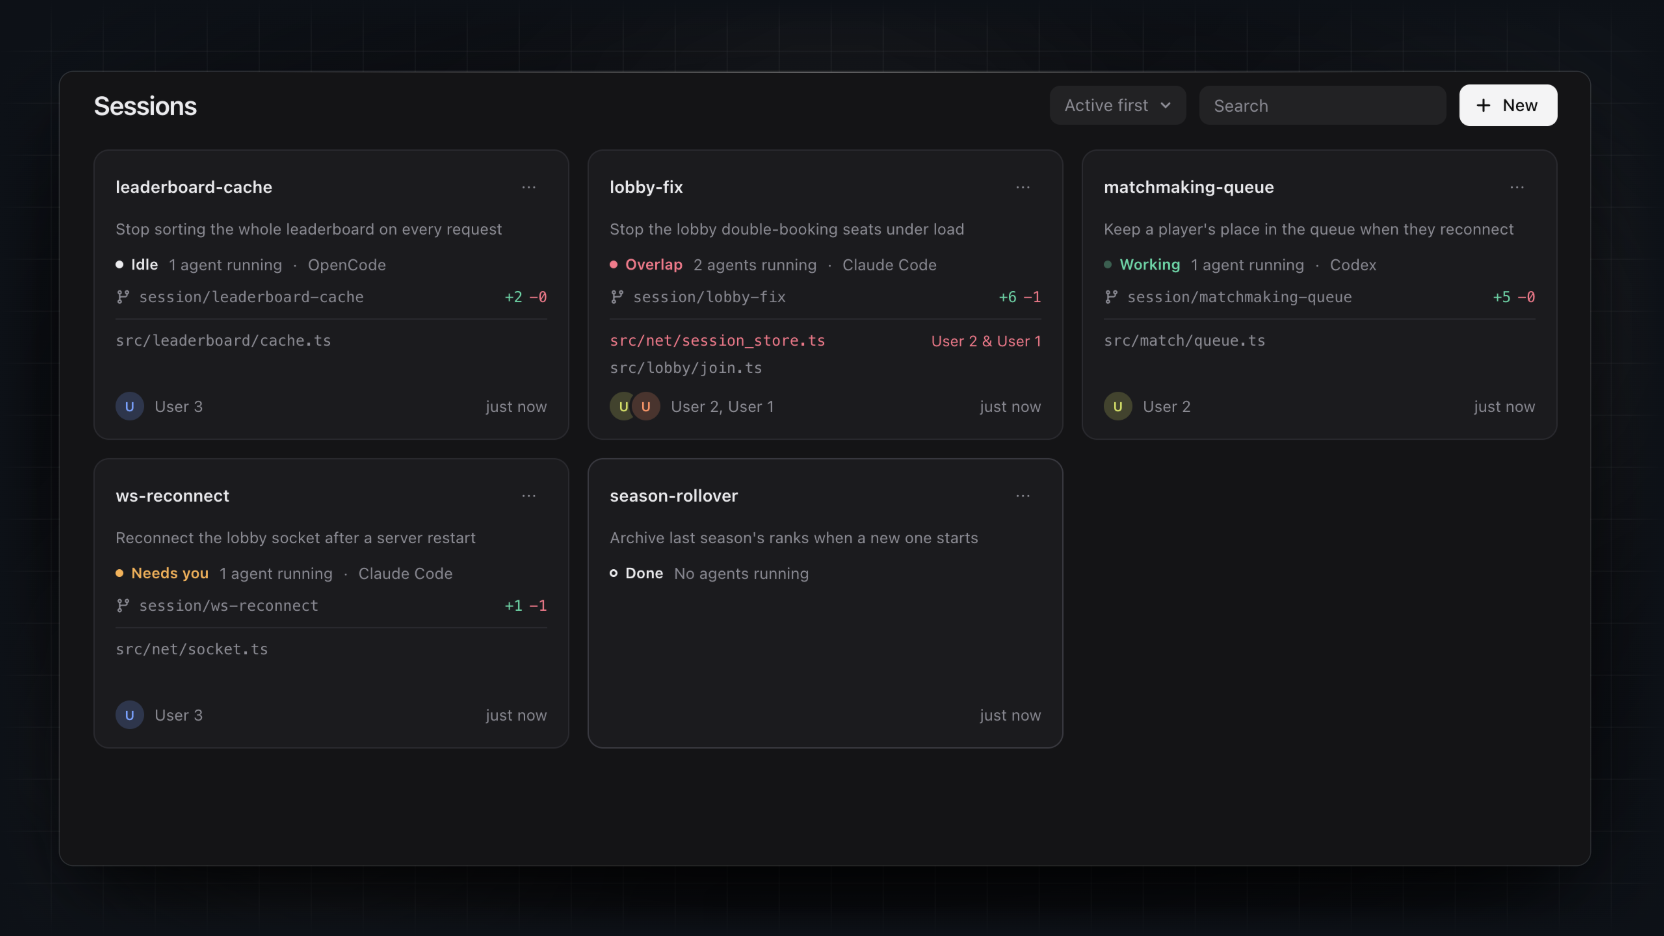 Sessions
Active first
Search
+ New
leaderboard-cache ···
Stop sorting the whole leaderboard on every request
Idle 1 agent running · OpenCode
session/leaderboard-cache +2 −0
src/leaderboard/cache.ts
U User 3 just now
lobby-fix ···
Stop the lobby double-booking seats under load
Overlap 2 agents running · Claude Code
session/lobby-fix +6 −1
src/net/session_store.ts User 2 & User 1
src/lobby/join.ts
U U User 2, User 1 just now
matchmaking-queue ···
Keep a player's place in the queue when they reconnect
Working 1 agent running · Codex
session/matchmaking-queue +5 −0
src/match/queue.ts
U User 2 just now
ws-reconnect ···
Reconnect the lobby socket after a server restart
Needs you 1 agent running · Claude Code
session/ws-reconnect +1 −1
src/net/socket.ts
U User 3 just now
season-rollover ···
Archive last season's ranks when a new one starts
Done No agents running
just now